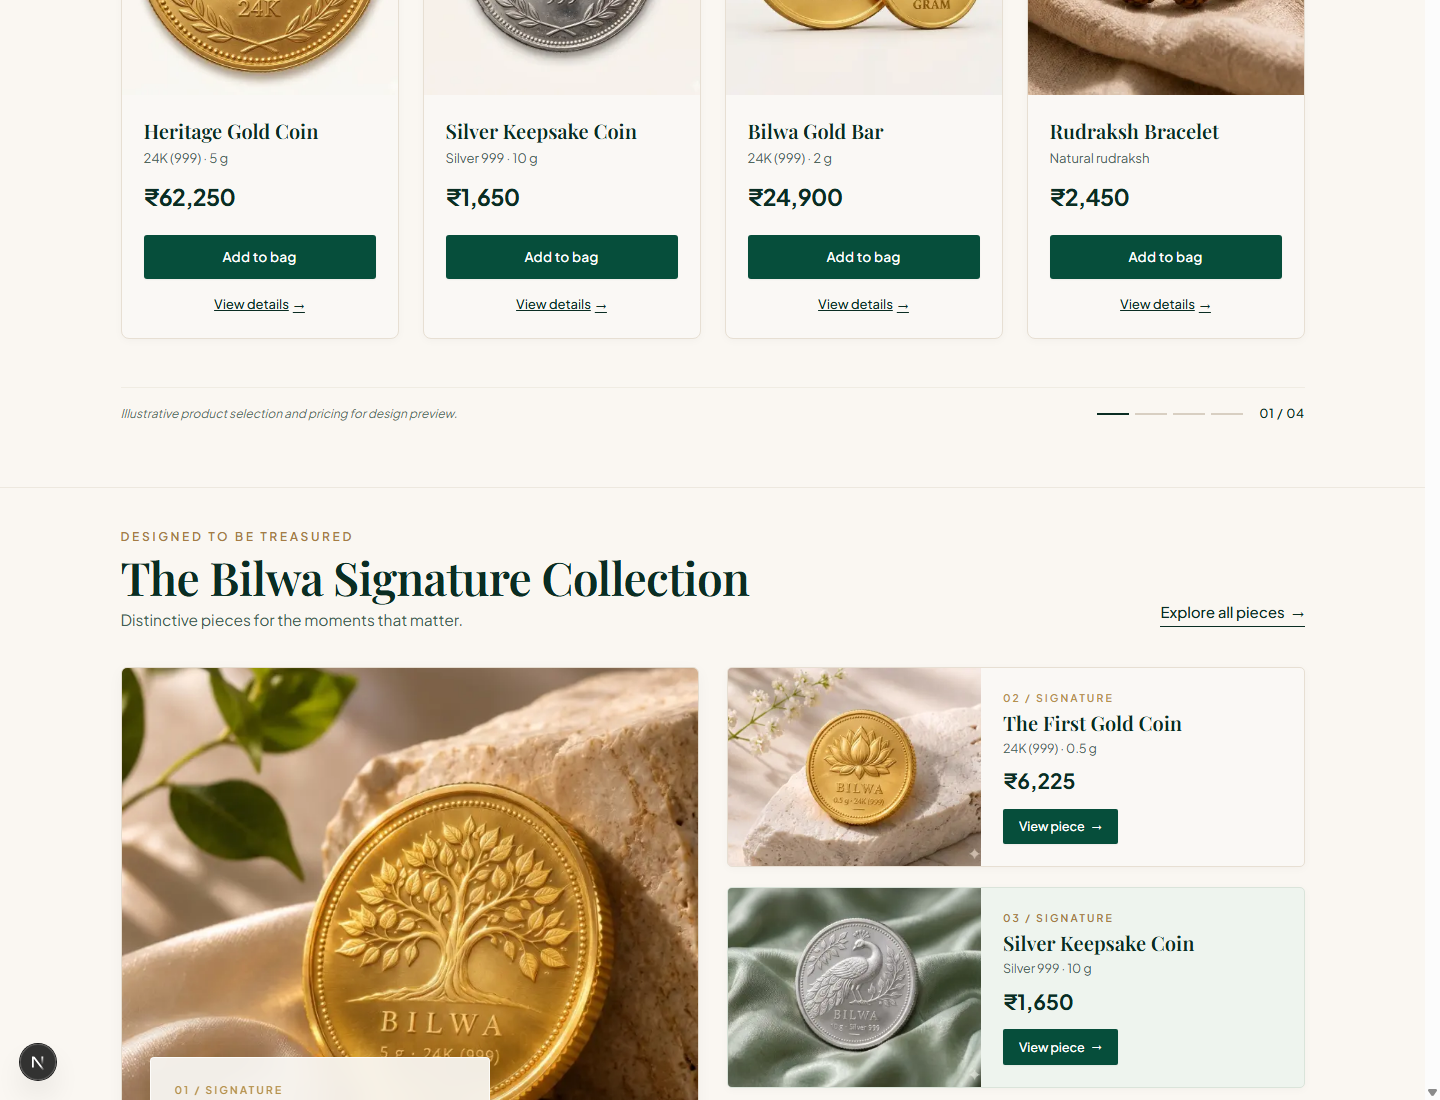 24K
GRAM
Heritage Gold Coin
24K (999) · 5 g
₹62,250
Add to bag
View details →
Silver Keepsake Coin
Silver 999 · 10 g
₹1,650
Add to bag
View details →
Bilwa Gold Bar
24K (999) · 2 g
₹24,900
Add to bag
View details →
Rudraksh Bracelet
Natural rudraksh
₹2,450
Add to bag
View details →
Illustrative product selection and pricing for design preview.
01 / 04
DESIGNED TO BE TREASURED
The Bilwa Signature Collection
Distinctive pieces for the moments that matter.
Explore all pieces →
BILWA
5 g · 24K (999)
01 / SIGNATURE
BILWA
0.5 g · 24K (999)
02 / SIGNATURE
The First Gold Coin
24K (999) · 0.5 g
₹6,225
View piece →
BILWA
Silver 999
03 / SIGNATURE
Silver Keepsake Coin
Silver 999 · 10 g
₹1,650
View piece →
N